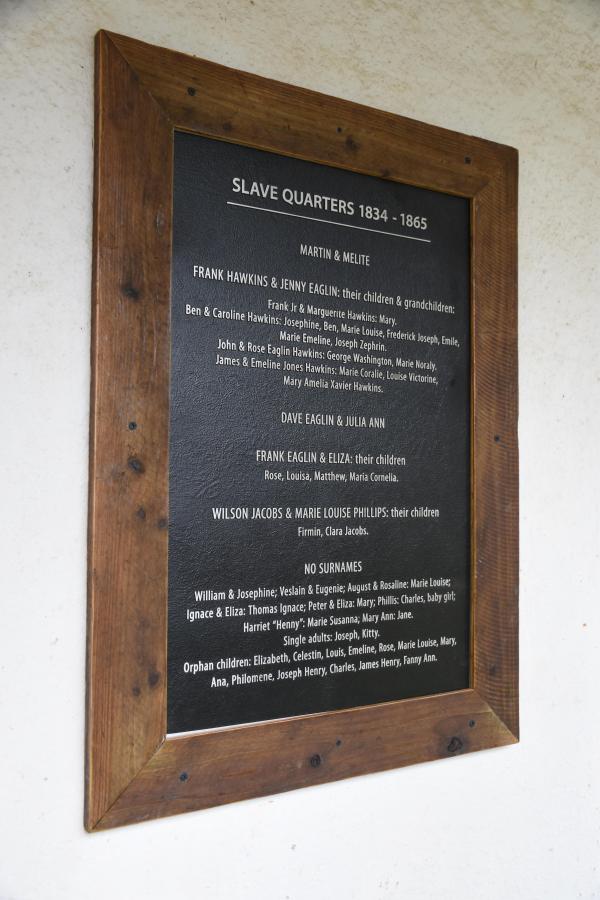 SLAVE QUARTERS 1834 - 1865
MARTIN & MELITE
FRANK HAWKINS & JENNY EAGLIN: their children & grandchildren:
Frank Jr & Marguerite Hawkins: Mary.
Ben & Caroline Hawkins: Josephine, Ben, Marie Louise, Frederick Joseph, Emile,
Marie Emeline, Joseph Zephrin.
John & Rose Eaglin Hawkins: George Washington, Marie Noraly.
James & Emeline Jones Hawkins: Marie Coralie, Louise Victorine,
Mary Amelia Xavier Hawkins.
DAVE EAGLIN & JULIA ANN
FRANK EAGLIN & ELIZA: their children
Rose, Louisa, Matthew, Maria Cornelia.
WILSON JACOBS & MARIE LOUISE PHILLIPS: their children
Firmin, Clara Jacobs.
NO SURNAMES
William & Josephine; Veslain & Eugenie; August & Rosaline: Marie Louise;
Ignace & Eliza: Thomas Ignace; Peter & Eliza: Mary; Phillis: Charles, baby girl;
Harriet "Henny": Marie Susanna; Mary Ann: Jane.
Single adults: Joseph, Kitty.
Orphan children: Elizabeth, Celestin, Louis, Emeline, Rose, Marie Louise, Mary,
Ana, Philomene, Joseph Henry, Charles, James Henry, Fanny Ann.